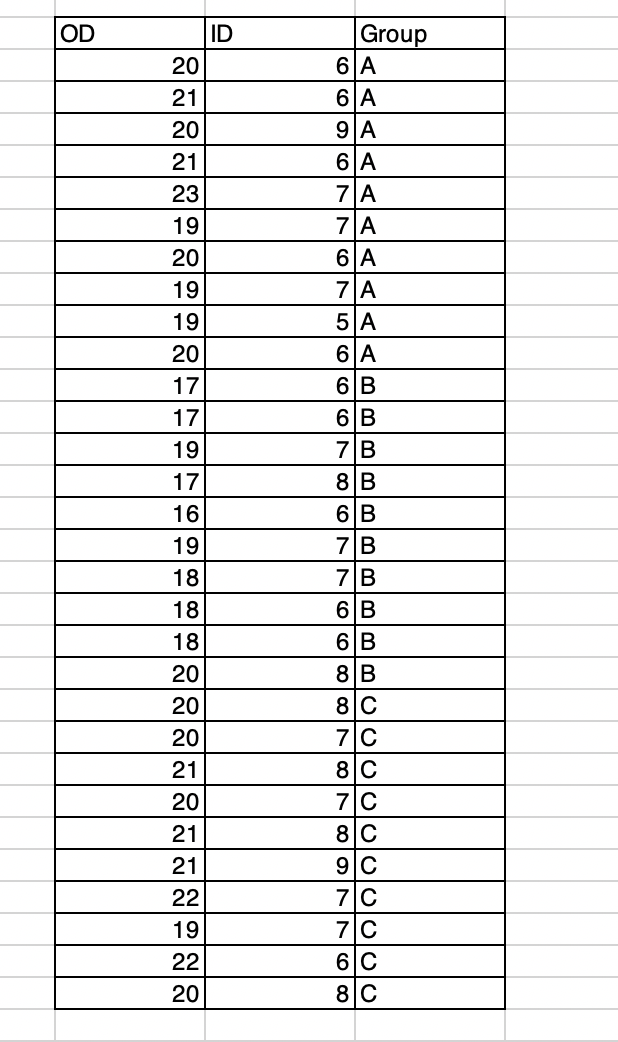 OD ID Group
20 6 A
21 6 A
20 9 A
21 6 A
23 7 A
19 7 A
20 6 A
19 7 A
19 5 A
20 6 A
17 6 B
17 6 B
19 7 B
17 8 B
16 6 B
19 7 B
18 7 B
18 6 B
18 6 B
20 8 B
20 8 C
20 7 C
21 8 C
20 7 C
21 8 C
21 9 C
22 7 C
19 7 C
22 6 C
20 8 C